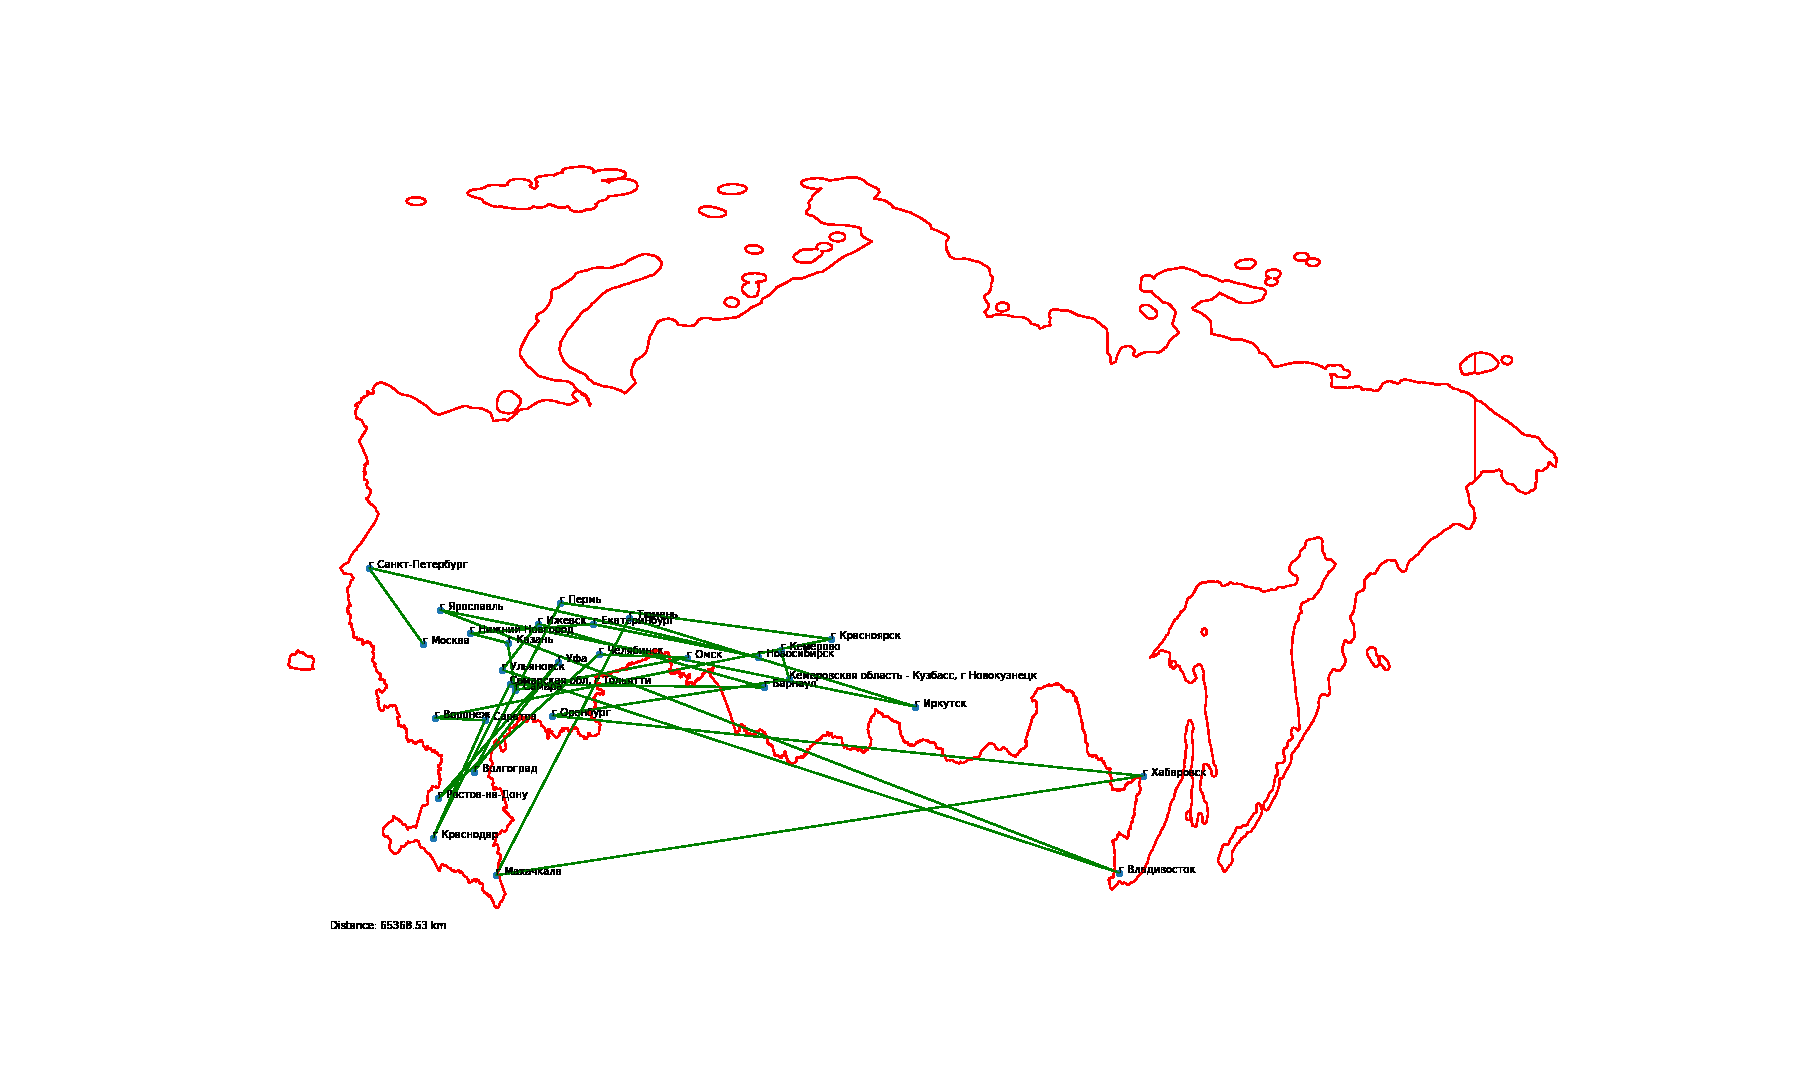 г Санкт-Петербург
г Пермь
г Ярославль
г Тюмень
г Ижевск
г Екатеринбург
г Нижний Новгород
г Москва
г Казань
г Красноярск
г Кемерово
г Челябинск
г Омск
г Новосибирск
г Уфа
г Ульяновск
Кемеровская область - Кузбасс, г Новокузнецк
Самарская обл, г Тольятти
г Самара
г Барнаул
г Иркутск
г Воронеж
г Саратов
г Оренбург
г Волгоград
г Хабаровск
г Ростов-на-Дону
г Краснодар
г Махачкала
г Владивосток
Distance: 65368.53 km